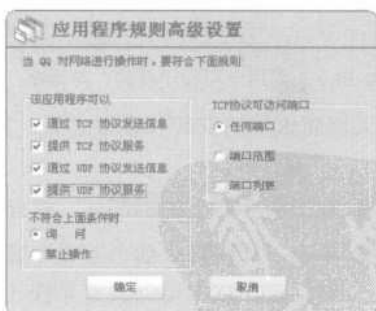 应用程序规则高级设置
当 QQ 对网络进行操作时，要符合下面规则
该应用程序可以
通过 TCP 协议发送信息
提供 TCP 协议服务
通过 UDP 协议发送信息
提供 UDP 协议服务
TCP协议可访问端口
任何端口
端口范围
端口列表
不符合上面条件时
询 问
禁止操作
确定
取消